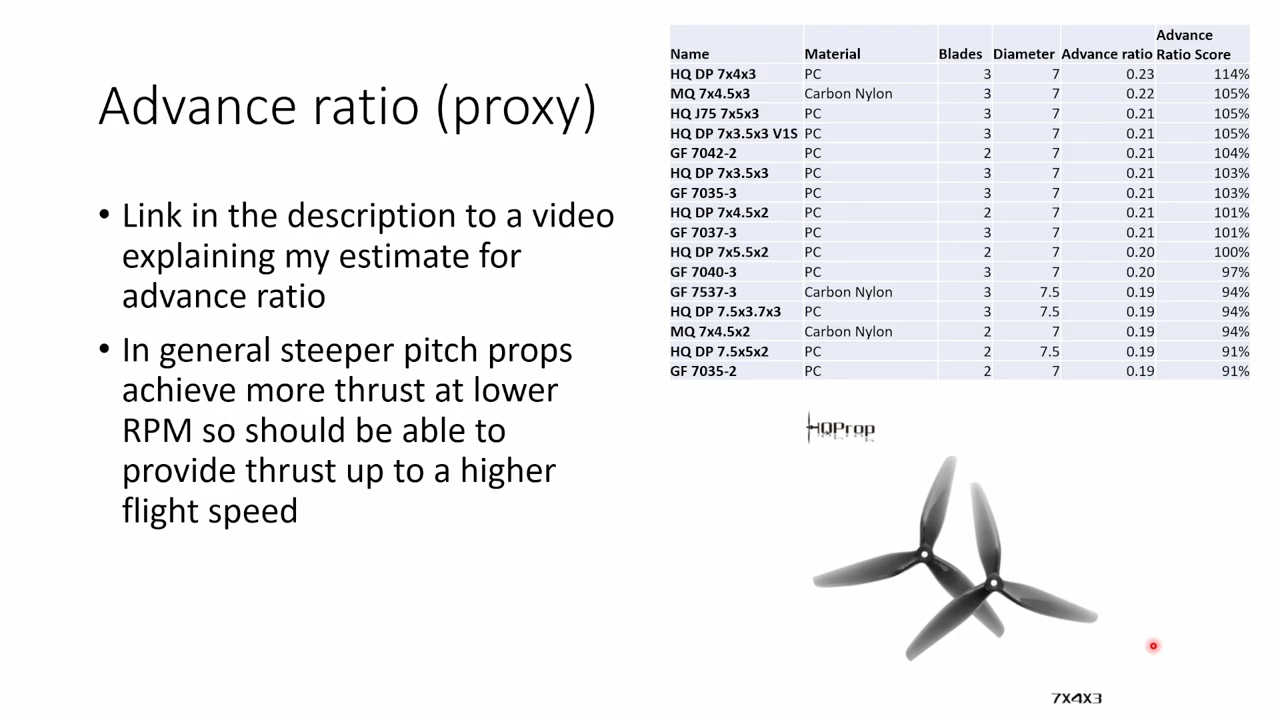 Advance ratio (proxy)
• Link in the description to a video
explaining my estimate for
advance ratio
• In general steeper pitch props
achieve more thrust at lower
RPM so should be able to
provide thrust up to a higher
flight speed
Name Material Blades Diameter Advance ratio Advance Ratio Score
HQ DP 7x4x3 PC 3 7 0.23 114%
MQ 7x4.5x3 Carbon Nylon 3 7 0.22 105%
HQ J75 7x5x3 PC 3 7 0.21 105%
HQ DP 7x3.5x3 V1S PC 3 7 0.21 105%
GF 7042-2 PC 2 7 0.21 104%
HQ DP 7x3.5x3 PC 3 7 0.21 103%
GF 7035-3 PC 3 7 0.21 103%
HQ DP 7x4.5x2 PC 2 7 0.21 101%
GF 7037-3 PC 3 7 0.21 101%
HQ DP 7x5.5x2 PC 2 7 0.20 100%
GF 7040-3 PC 3 7 0.20 97%
GF 7537-3 Carbon Nylon 3 7.5 0.19 94%
HQ DP 7.5x3.7x3 PC 3 7.5 0.19 94%
MQ 7x4.5x2 Carbon Nylon 2 7 0.19 94%
HQ DP 7.5x5x2 PC 2 7.5 0.19 91%
GF 7035-2 PC 2 7 0.19 91%
HQProp
7X4X3